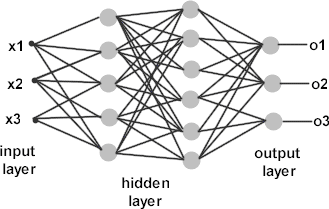 x1
o1
x2
o2
x3
o3
input
layer
hidden
layer
output
layer